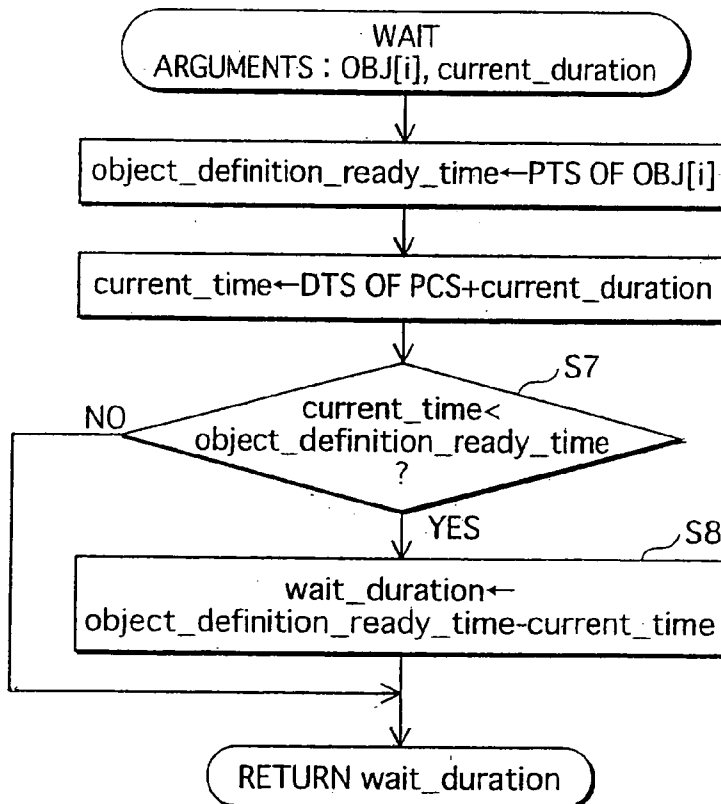 WAIT
ARGUMENTS : OBJ[i], current_duration
object_definition_ready_time←PTS OF OBJ[i]
current_time←DTS OF PCS+current_duration
S7
NO
current_time<
object_definition_ready_time
?
YES
S8
wait_duration←
object_definition_ready_time-current_time
RETURN wait_duration